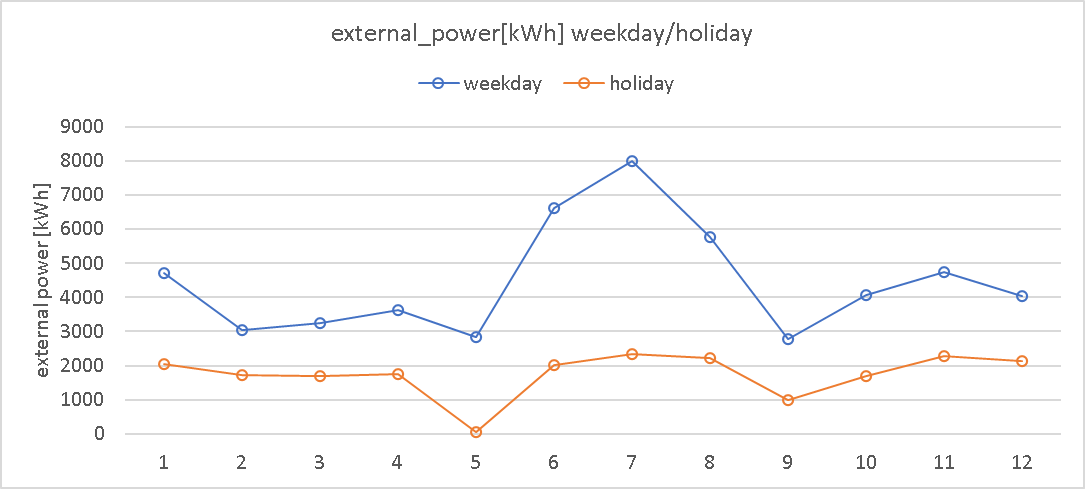 external_power[kWh] weekday/holiday
weekday holiday
external power [kWh]
9000
8000
7000
6000
5000
4000
3000
2000
1000
0
1 2 3 4 5 6 7 8 9 10 11 12